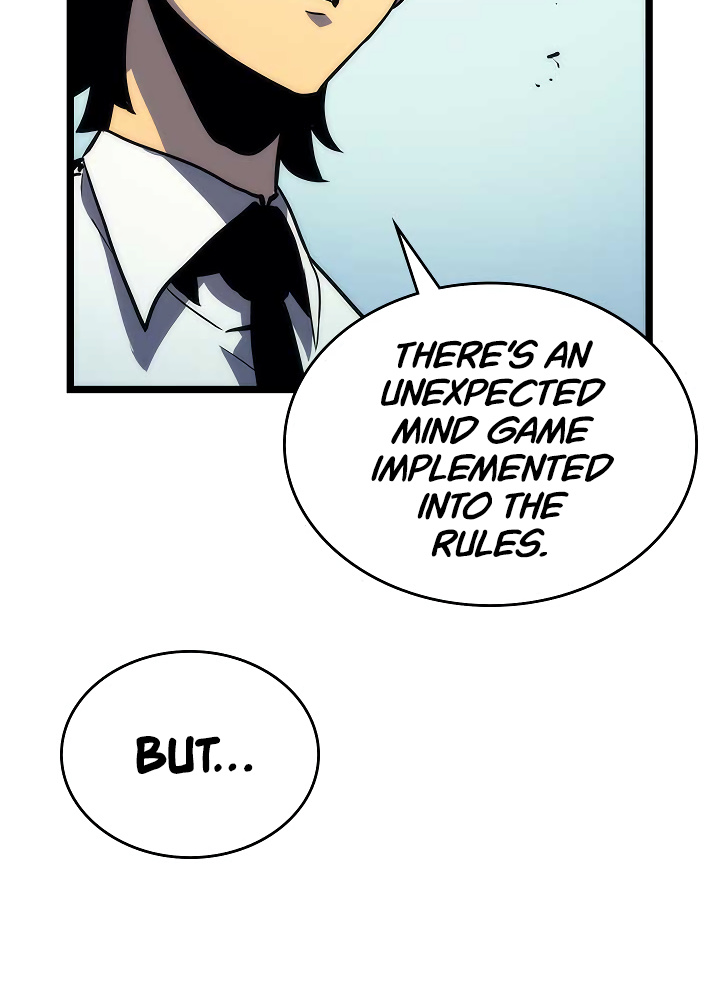 THERE'S AN
UNEXPECTED
MIND GAME
IMPLEMENTED
INTO THE
RULES.
BUT...